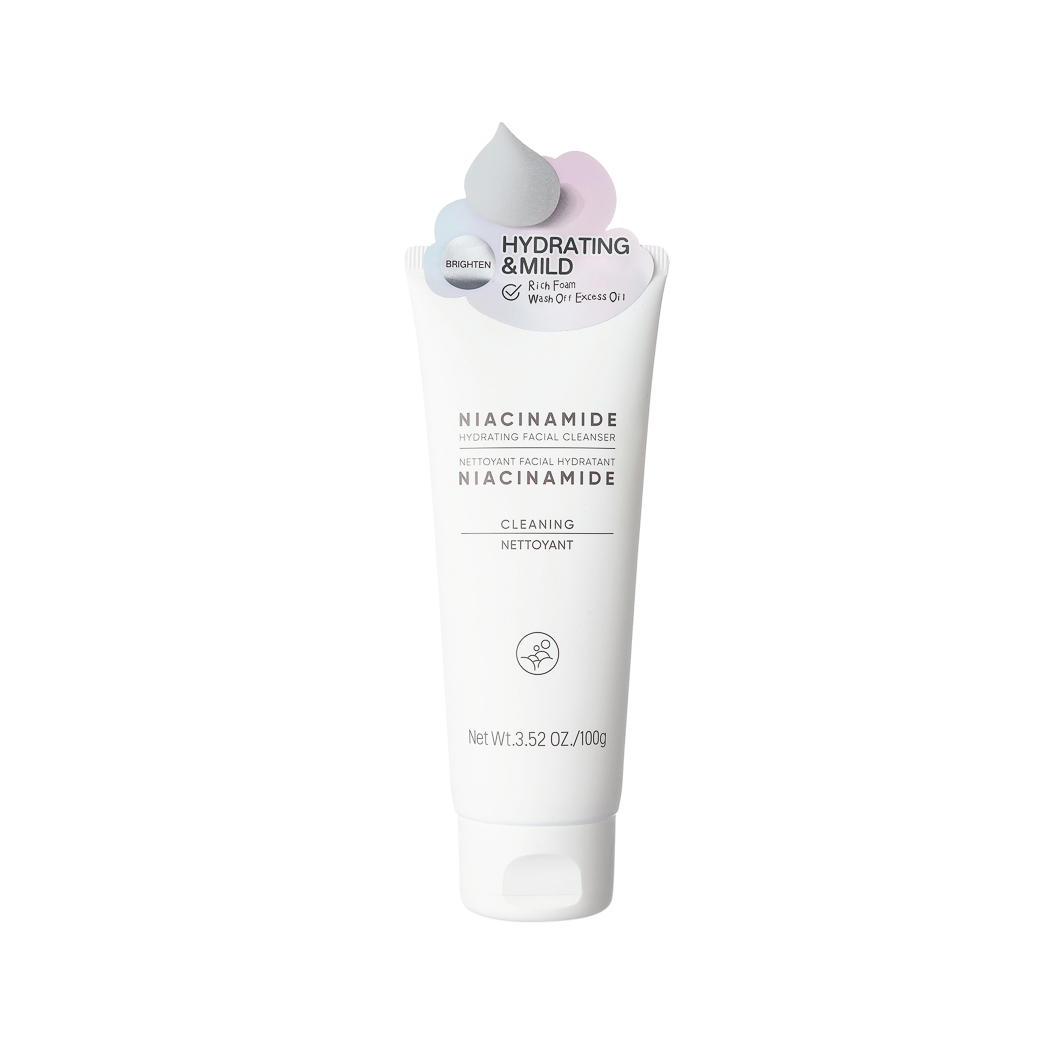 BRIGHTEN
HYDRATING
&MILD
Rich Foam
Wash Off Excess Oil
NIACINAMIDE
HYDRATING FACIAL CLEANSER
NETTOYANT FACIAL HYDRATANT
NIACINAMIDE
CLEANING
NETTOYANT
Net Wt.3.52 OZ./100g